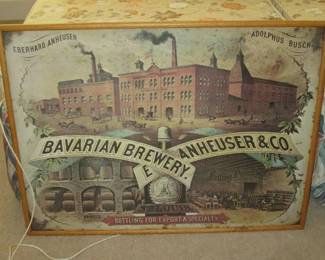 EBERHARD ANHEUSER
ADOLPHUS BUSCH
BAVARIAN BREWERY.
E ANHEUSER & CO.
BOTTLING FOR EXPORT A SPECIALTY